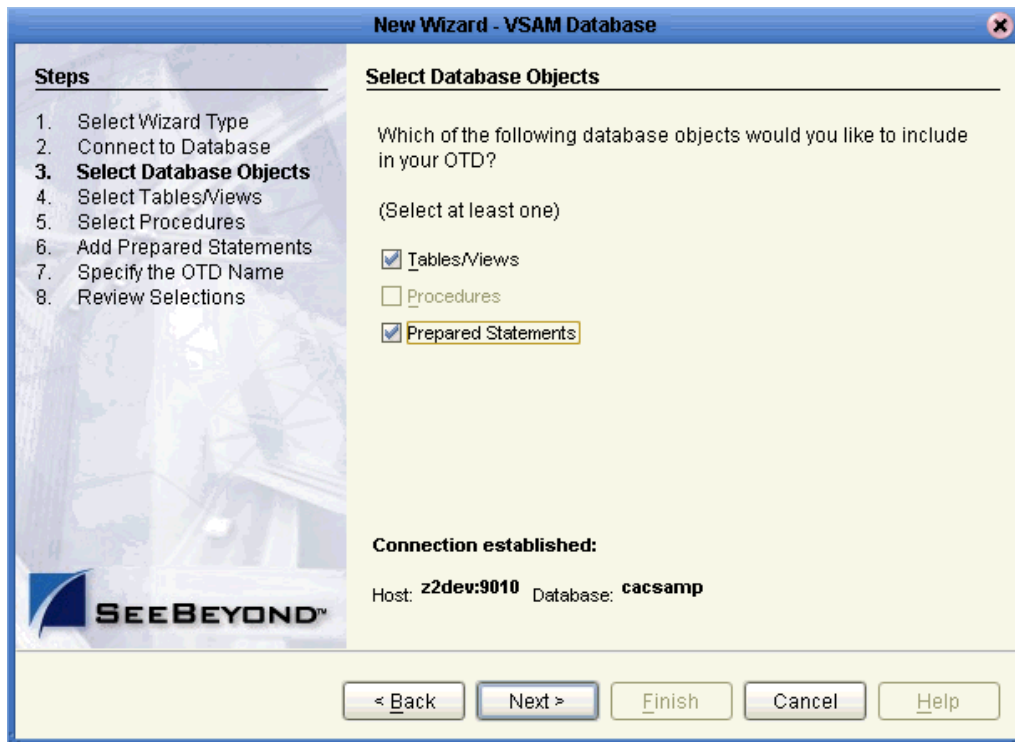 New Wizard - VSAM Database
Steps
1. Select Wizard Type
2. Connect to Database
3. Select Database Objects
4. Select Tables/Views
5. Select Procedures
6. Add Prepared Statements
7. Specify the OTD Name
8. Review Selections
SEEBEYOND™
Select Database Objects
Which of the following database objects would you like to include
in your OTD?
(Select at least one)
Tables/Views
Procedures
Prepared Statements
Connection established:
Host: z2dev:9010 Database: cacsamp
< Back Next > Finish Cancel Help